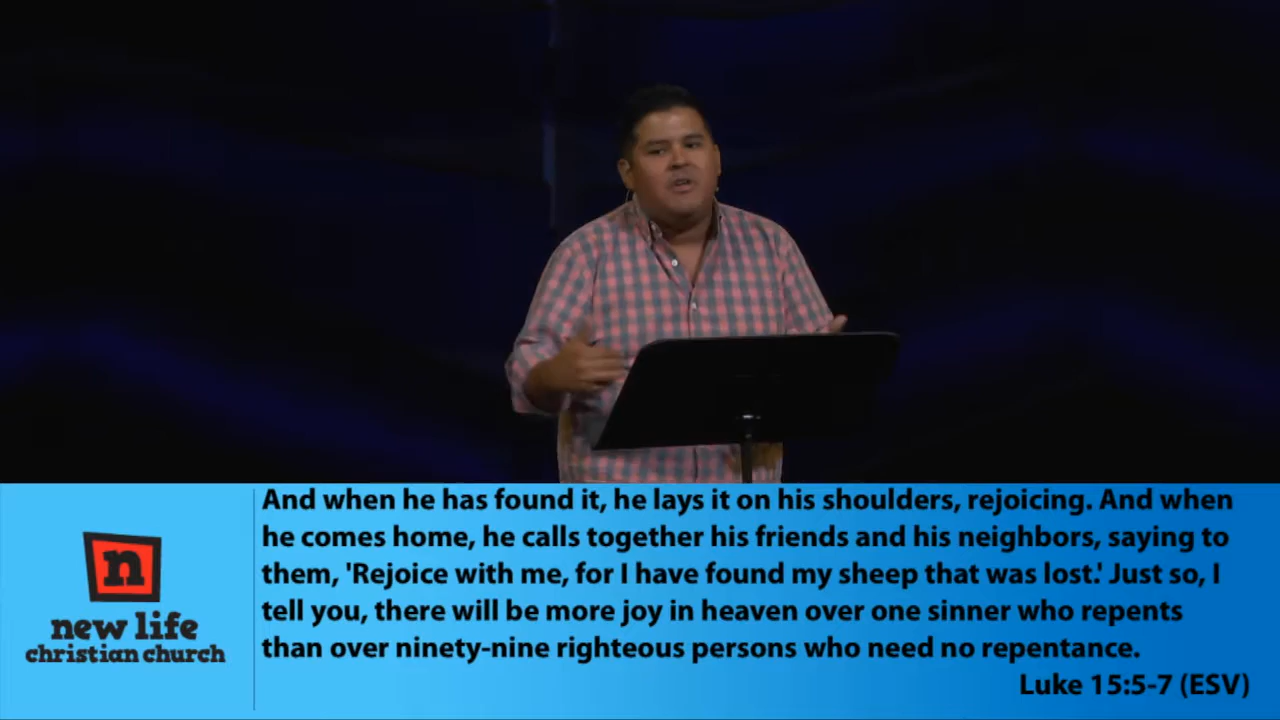 n
new life
christian church
And when he has found it, he lays it on his shoulders, rejoicing. And when
he comes home, he calls together his friends and his neighbors, saying to
them, 'Rejoice with me, for I have found my sheep that was lost.' Just so, I
tell you, there will be more joy in heaven over one sinner who repents
than over ninety-nine righteous persons who need no repentance.
Luke 15:5-7 (ESV)